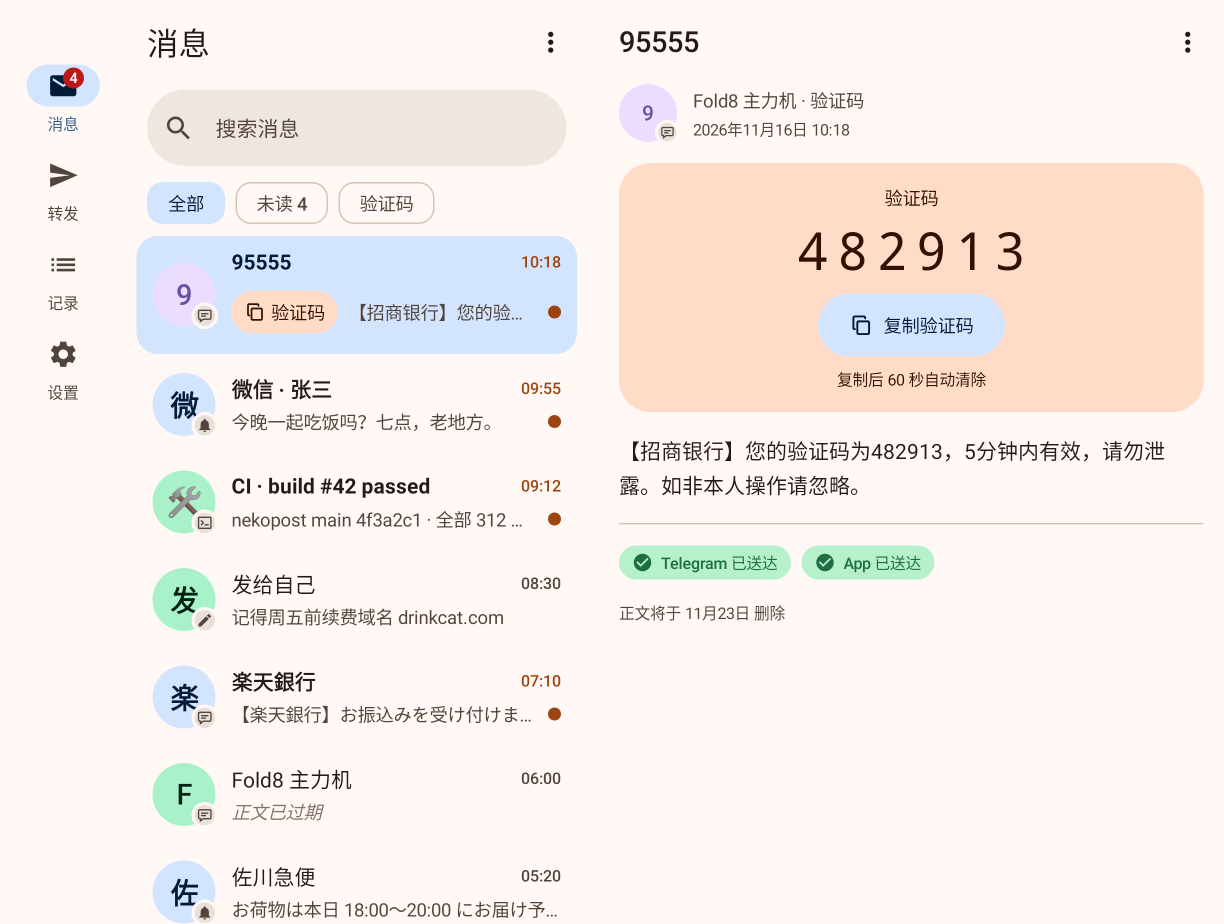 4
消息
转发
记录
设置
消息
搜索消息
全部
未读 4
验证码
9
95555
10:18
验证码
【招商银行】您的验...
微
微信 · 张三
09:55
今晚一起吃饭吗？七点，老地方。
CI · build #42 passed
09:12
nekopost main 4f3a2c1 · 全部 312 ...
发
发给自己
08:30
记得周五前续费域名 drinkcat.com
楽
楽天銀行
07:10
【楽天銀行】お振込みを受け付けま...
F
Fold8 主力机
06:00
正文已过期
佐
佐川急便
05:20
お荷物は本日 18:00〜20:00 にお届け予...
95555
9
Fold8 主力机 · 验证码
2026年11月16日 10:18
验证码
482913
复制验证码
复制后 60 秒自动清除
【招商银行】您的验证码为482913，5分钟内有效，请勿泄
露。如非本人操作请忽略。
Telegram 已送达
App 已送达
正文将于 11月23日 删除